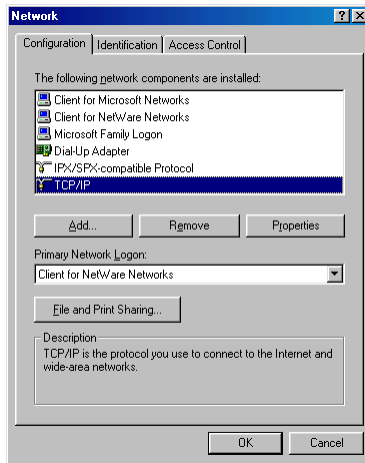 Network
Configuration Identification Access Control
The following network components are installed:
Client for Microsoft Networks
Client for NetWare Networks
Microsoft Family Logon
Dial-Up Adapter
IPX/SPX-compatible Protocol
TCP/IP
Add... Remove Properties
Primary Network Logon:
Client for NetWare Networks
File and Print Sharing...
Description
TCP/IP is the protocol you use to connect to the Internet and
wide-area networks.
OK Cancel